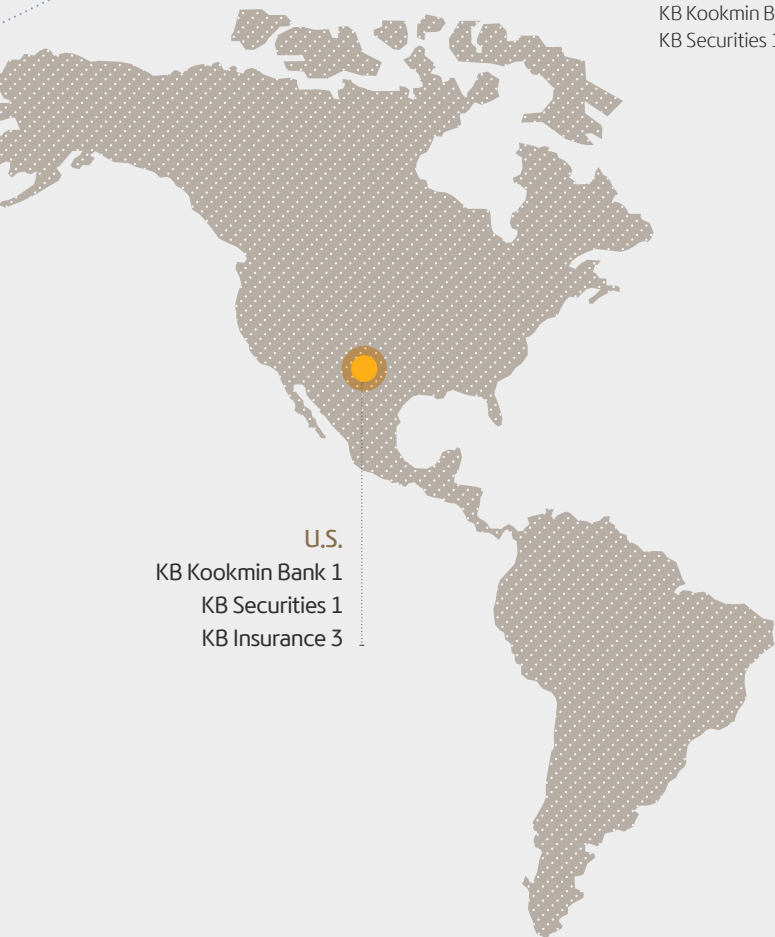 KB Kookmin B
KB Securities 1
U.S.
KB Kookmin Bank 1
KB Securities 1
KB Insurance 3